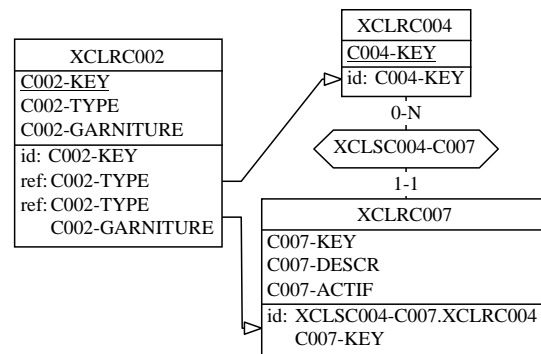 XCLRC002
C002-KEY
C002-TYPE
C002-GARNITURE
id: C002-KEY
ref: C002-TYPE
ref: C002-TYPE
C002-GARNITURE
XCLRC004
C004-KEY
id: C004-KEY
0-N
XCLSC004-C007
1-1
XCLRC007
C007-KEY
C007-DESCR
C007-ACTIF
id: XCLSC004-C007.XCLRC004
C007-KEY